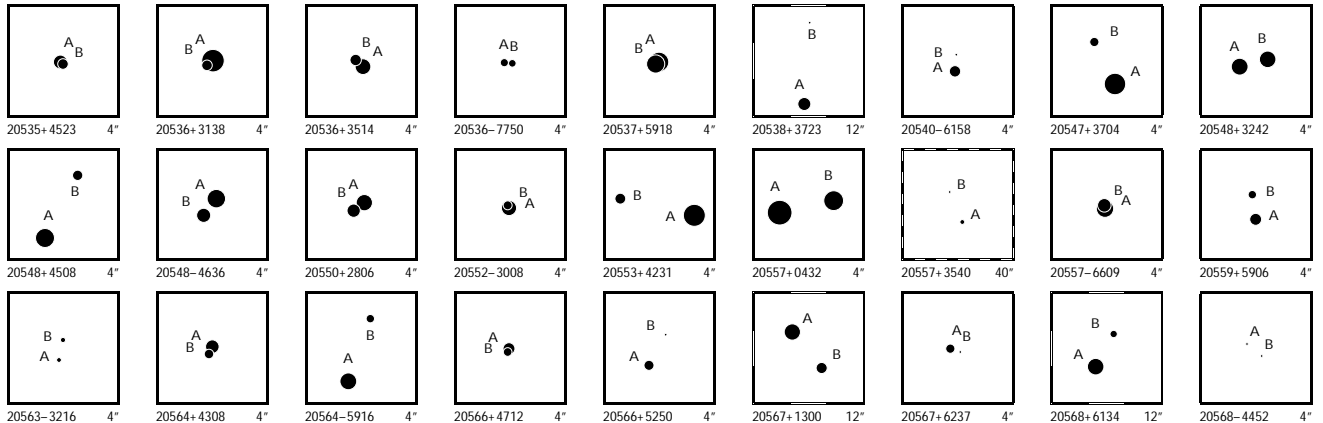 A B A B B A A B B A B A B A B A
20535+4523 4″ 20536+3138 4″ 20536+3514 4″ 20536−7750 4″ 20537+5918 4″ 20538+3723 12″ 20540−6158 4″ 20547+3704 4″ 20548+3242 4″
B A A B A B B A B A A B B A B A B A
20548+4508 4″ 20548−4636 4″ 20550+2806 4″ 20552−3008 4″ 20553+4231 4″ 20557+0432 4″ 20557+3540 40″ 20557−6609 4″ 20559+5906 4″
B A A B B A A B B A A B A B B A A B
20563−3216 4″ 20564+4308 4″ 20564−5916 4″ 20566+4712 4″ 20566+5250 4″ 20567+1300 12″ 20567+6237 4″ 20568+6134 12″ 20568−4452 4″